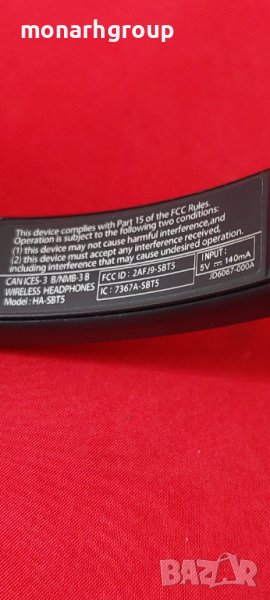 monarhgroup_
This device complies with Part 15 of the FCC Rules.
Operation is subject to the following two conditions:
(1) this device may not cause harmful interference, and
(2) this device must accept any interference received,
including interference that may cause undesired operation.
CAN ICES-3 B/NMB-3 B
WIRELESS HEADPHONES
Model: HA-SBT5
FCC ID : 2AFJ9-SBT5
IC : 7367A-SBT5
INPUT :
5V ⎓ 140mA
JD6067-000A
BAZAR
bg